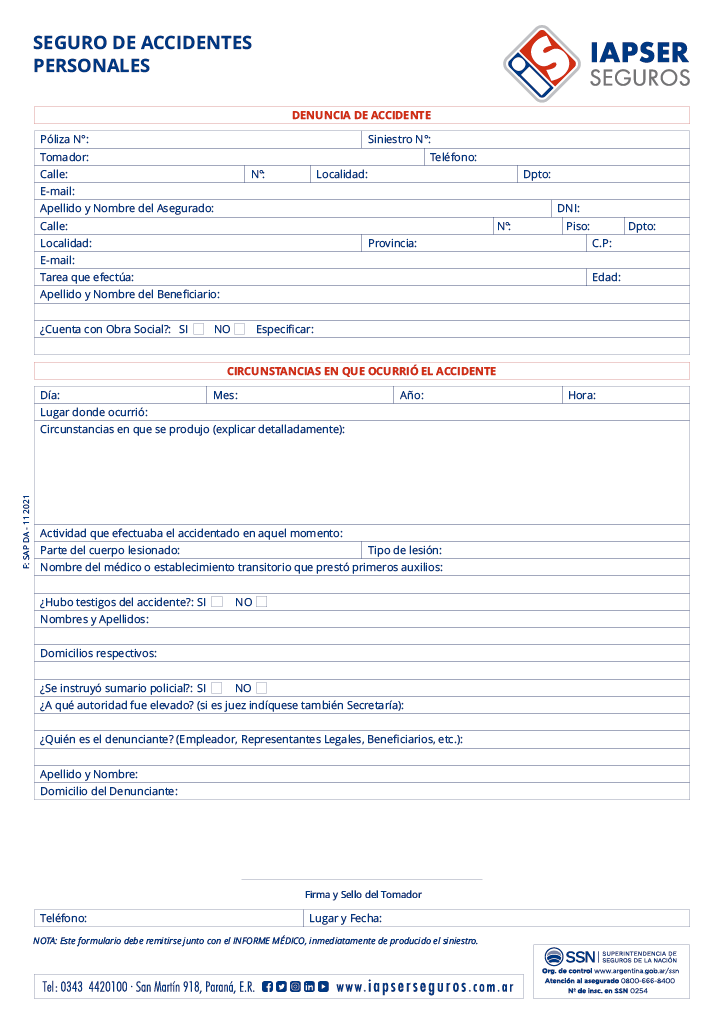 SEGURO DE ACCIDENTES
PERSONALES
IS
IAPSER
SEGUROS
DENUNCIA DE ACCIDENTE
Póliza N°: Siniestro N°:
Tomador: Teléfono:
Calle: N°: Localidad: Dpto:
E-mail:
Apellido y Nombre del Asegurado: DNI:
Calle: N°: Piso: Dpto:
Localidad: Provincia: C.P:
E-mail:
Tarea que efectúa: Edad:
Apellido y Nombre del Beneficiario:
¿Cuenta con Obra Social?: SI NO Especificar:
CIRCUNSTANCIAS EN QUE OCURRIÓ EL ACCIDENTE
Día: Mes: Año: Hora:
Lugar donde ocurrió:
Circunstancias en que se produjo (explicar detalladamente):
Actividad que efectuaba el accidentado en aquel momento:
Parte del cuerpo lesionado: Tipo de lesión:
Nombre del médico o establecimiento transitorio que prestó primeros auxilios:
¿Hubo testigos del accidente?: SI NO
Nombres y Apellidos:
Domicilios respectivos:
¿Se instruyó sumario policial?: SI NO
¿A qué autoridad fue elevado? (si es juez indíquese también Secretaría):
¿Quién es el denunciante? (Empleador, Representantes Legales, Beneficiarios, etc.):
Apellido y Nombre:
Domicilio del Denunciante:
P. SAP DA - 11 2021
Firma y Sello del Tomador
Teléfono: Lugar y Fecha:
NOTA: Este formulario debe remitirse junto con el INFORME MÉDICO, inmediatamente de producido el siniestro.
Tel: 0343 4420100 · San Martín 918, Paraná, E.R. www.iapserseguros.com.ar
SSN SUPERINTENDENCIA DE
SEGUROS DE LA NACIÓN
Org. de control www.argentina.gob.ar/ssn
Atención al asegurado 0800-666-8400
N° de insc. en SSN 0254